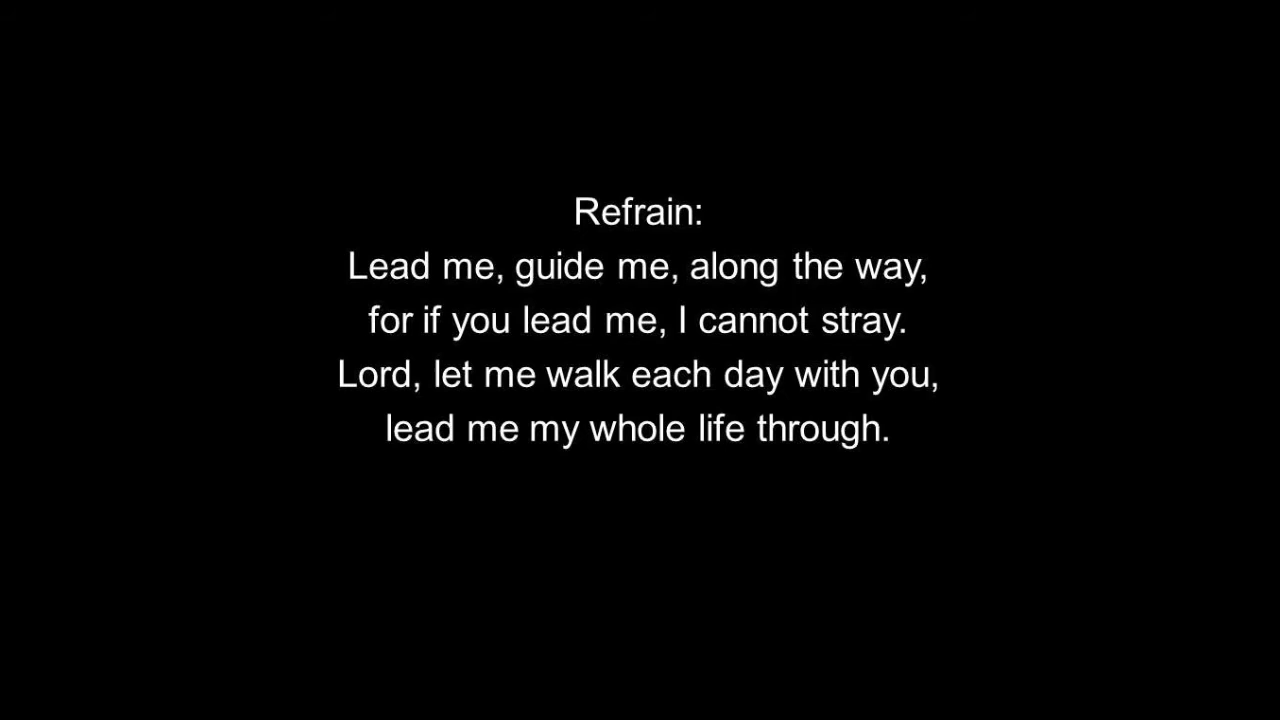 Refrain:
Lead me, guide me, along the way,
for if you lead me, I cannot stray.
Lord, let me walk each day with you,
lead me my whole life through.